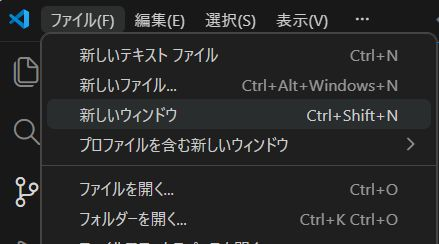 ファイル(F) 編集(E) 選択(S) 表示(V) …
新しいテキスト ファイル Ctrl+N
新しいファイル... Ctrl+Alt+Windows+N
新しいウィンドウ Ctrl+Shift+N
プロファイルを含む新しいウィンドウ
ファイルを開く... Ctrl+O
フォルダーを開く... Ctrl+K Ctrl+O